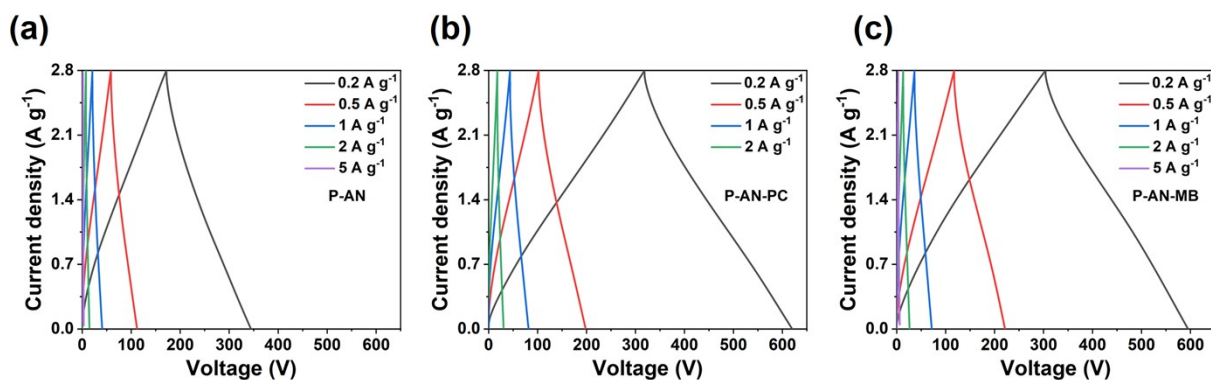 (a)
Current density (A g-1)
2.8
2.1
1.4
0.7
0.0
0.2 A g-1
0.5 A g-1
1 A g-1
2 A g-1
5 A g-1
P-AN
0 100 200 300 400 500 600
Voltage (V)
(b)
Current density (A g-1)
2.8
2.1
1.4
0.7
0.0
0.2 A g-1
0.5 A g-1
1 A g-1
2 A g-1
P-AN-PC
0 100 200 300 400 500 600
Voltage (V)
(c)
Current density (A g-1)
2.8
2.1
1.4
0.7
0.0
0.2 A g-1
0.5 A g-1
1 A g-1
2 A g-1
5 A g-1
P-AN-MB
0 100 200 300 400 500 600
Voltage (V)